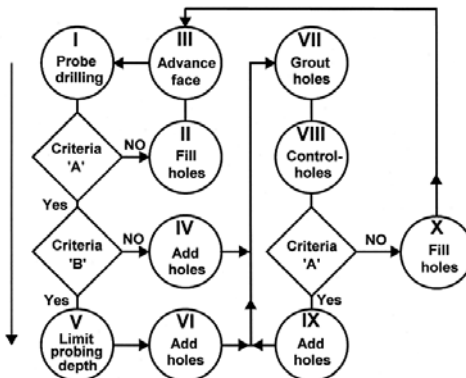 I
Probe
drilling
III
Advance
face
VII
Grout
holes
Criteria
'A'
NO
II
Fill
holes
VIII
Control-
holes
Yes
Criteria
'B'
NO
IV
Add
holes
Criteria
'A'
NO
X
Fill
holes
Yes
V
Limit
probing
depth
VI
Add
holes
Yes
IX
Add
holes